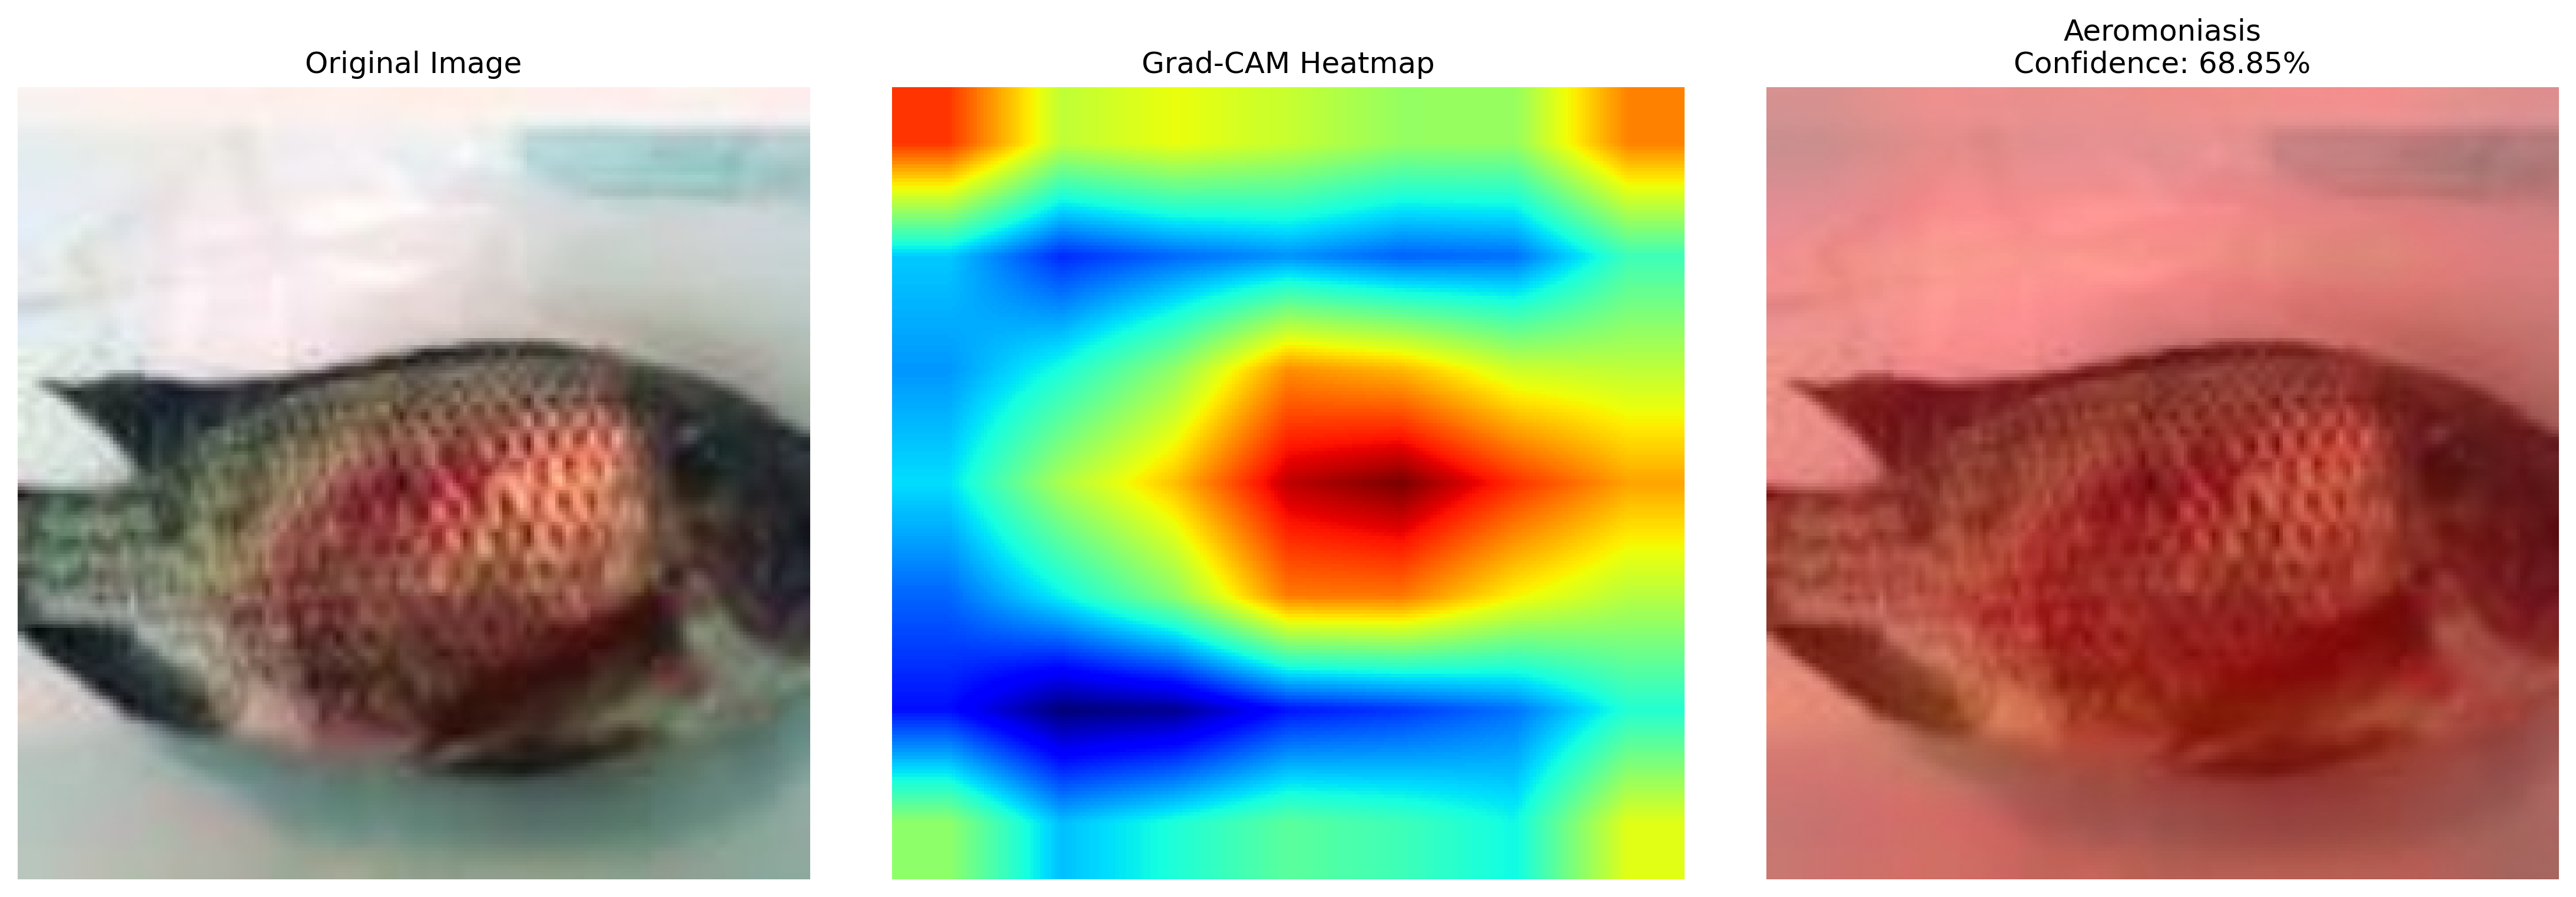 Original Image
Grad-CAM Heatmap
Aeromoniasis
Confidence: 68.85%